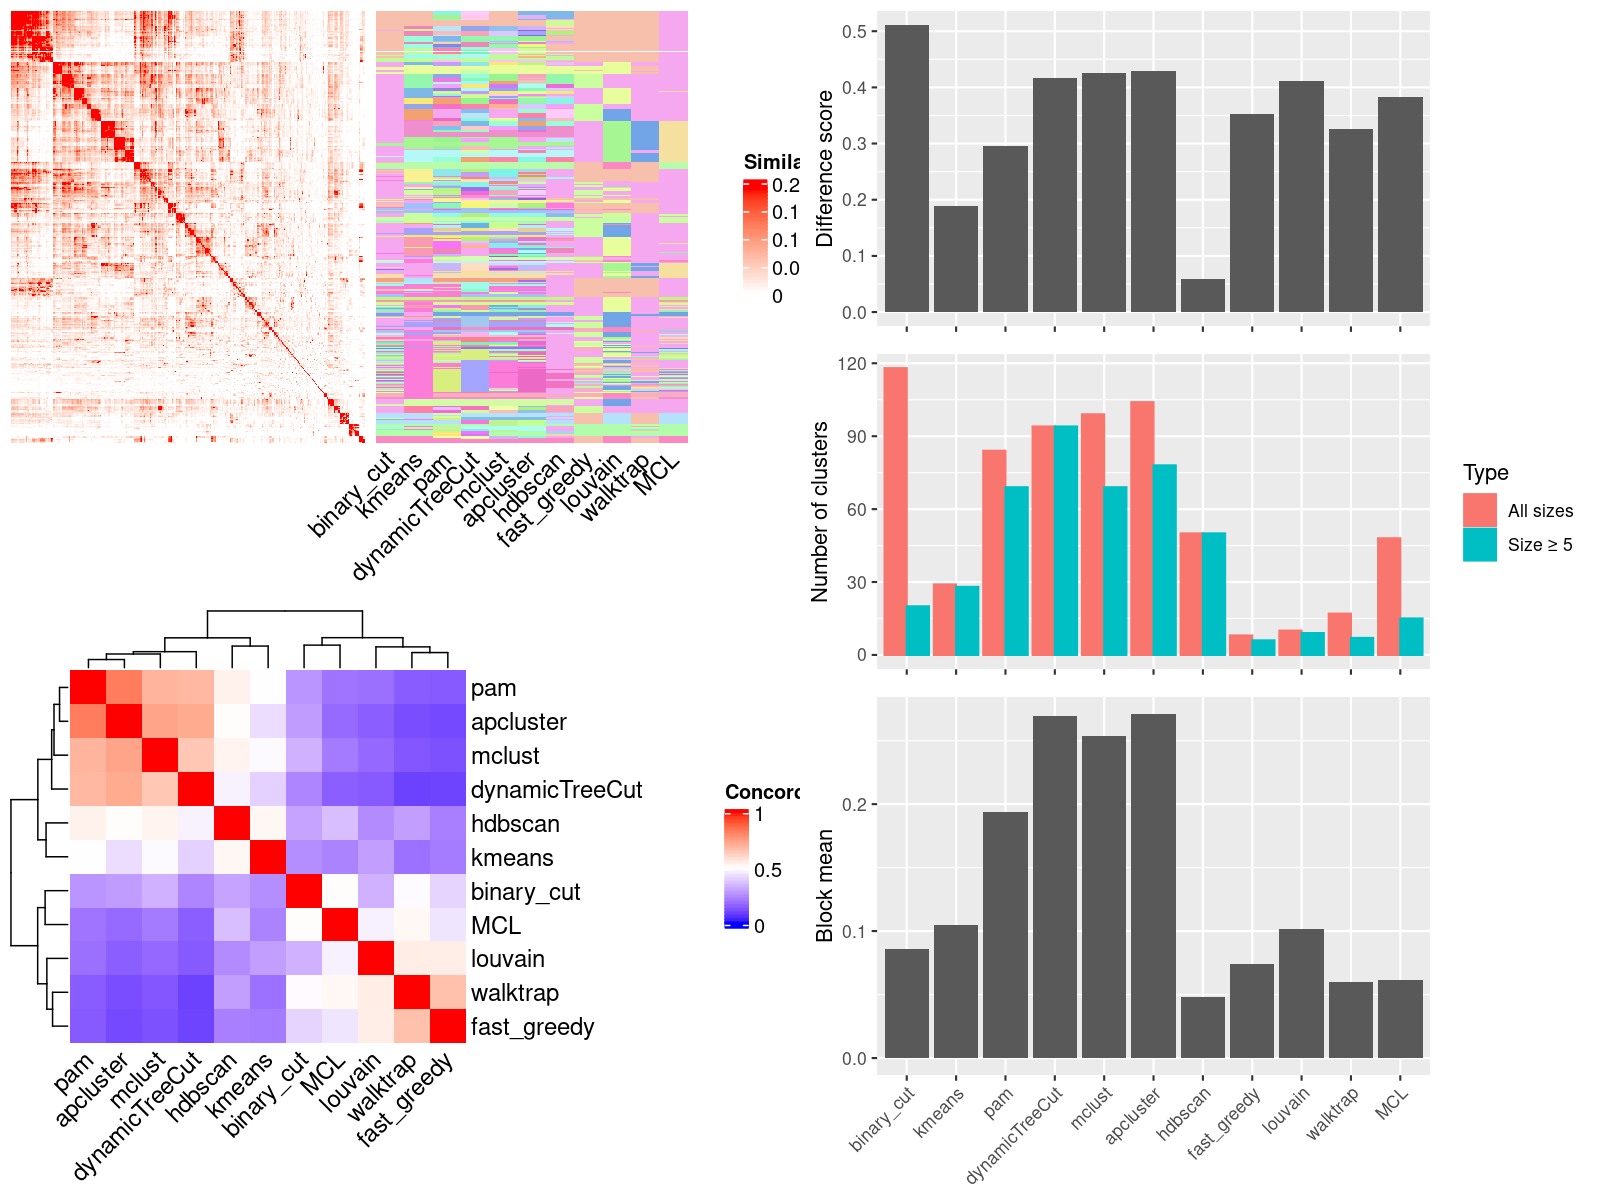 Simila
0.2
0.1
0.1
0.0
0
binary_cut
kmeans
pam
dynamicTreeCut
mclust
apcluster
hdbscan
fast_greedy
louvain
walktrap
MCL
pam
apcluster
mclust
dynamicTreeCut
hdbscan
kmeans
binary_cut
MCL
louvain
walktrap
fast_greedy
pam
apcluster
mclust
dynamicTreeCut
hdbscan
kmeans
binary_cut
MCL
louvain
walktrap
fast_greedy
Concord
1
0.5
0
Difference score
0.5
0.4
0.3
0.2
0.1
0.0
Number of clusters
120
90
60
30
0
Type
All sizes
Size ≥ 5
Block mean
0.2
0.1
0.0
binary_cut
kmeans
pam
dynamicTreeCut
mclust
apcluster
hdbscan
fast_greedy
louvain
walktrap
MCL